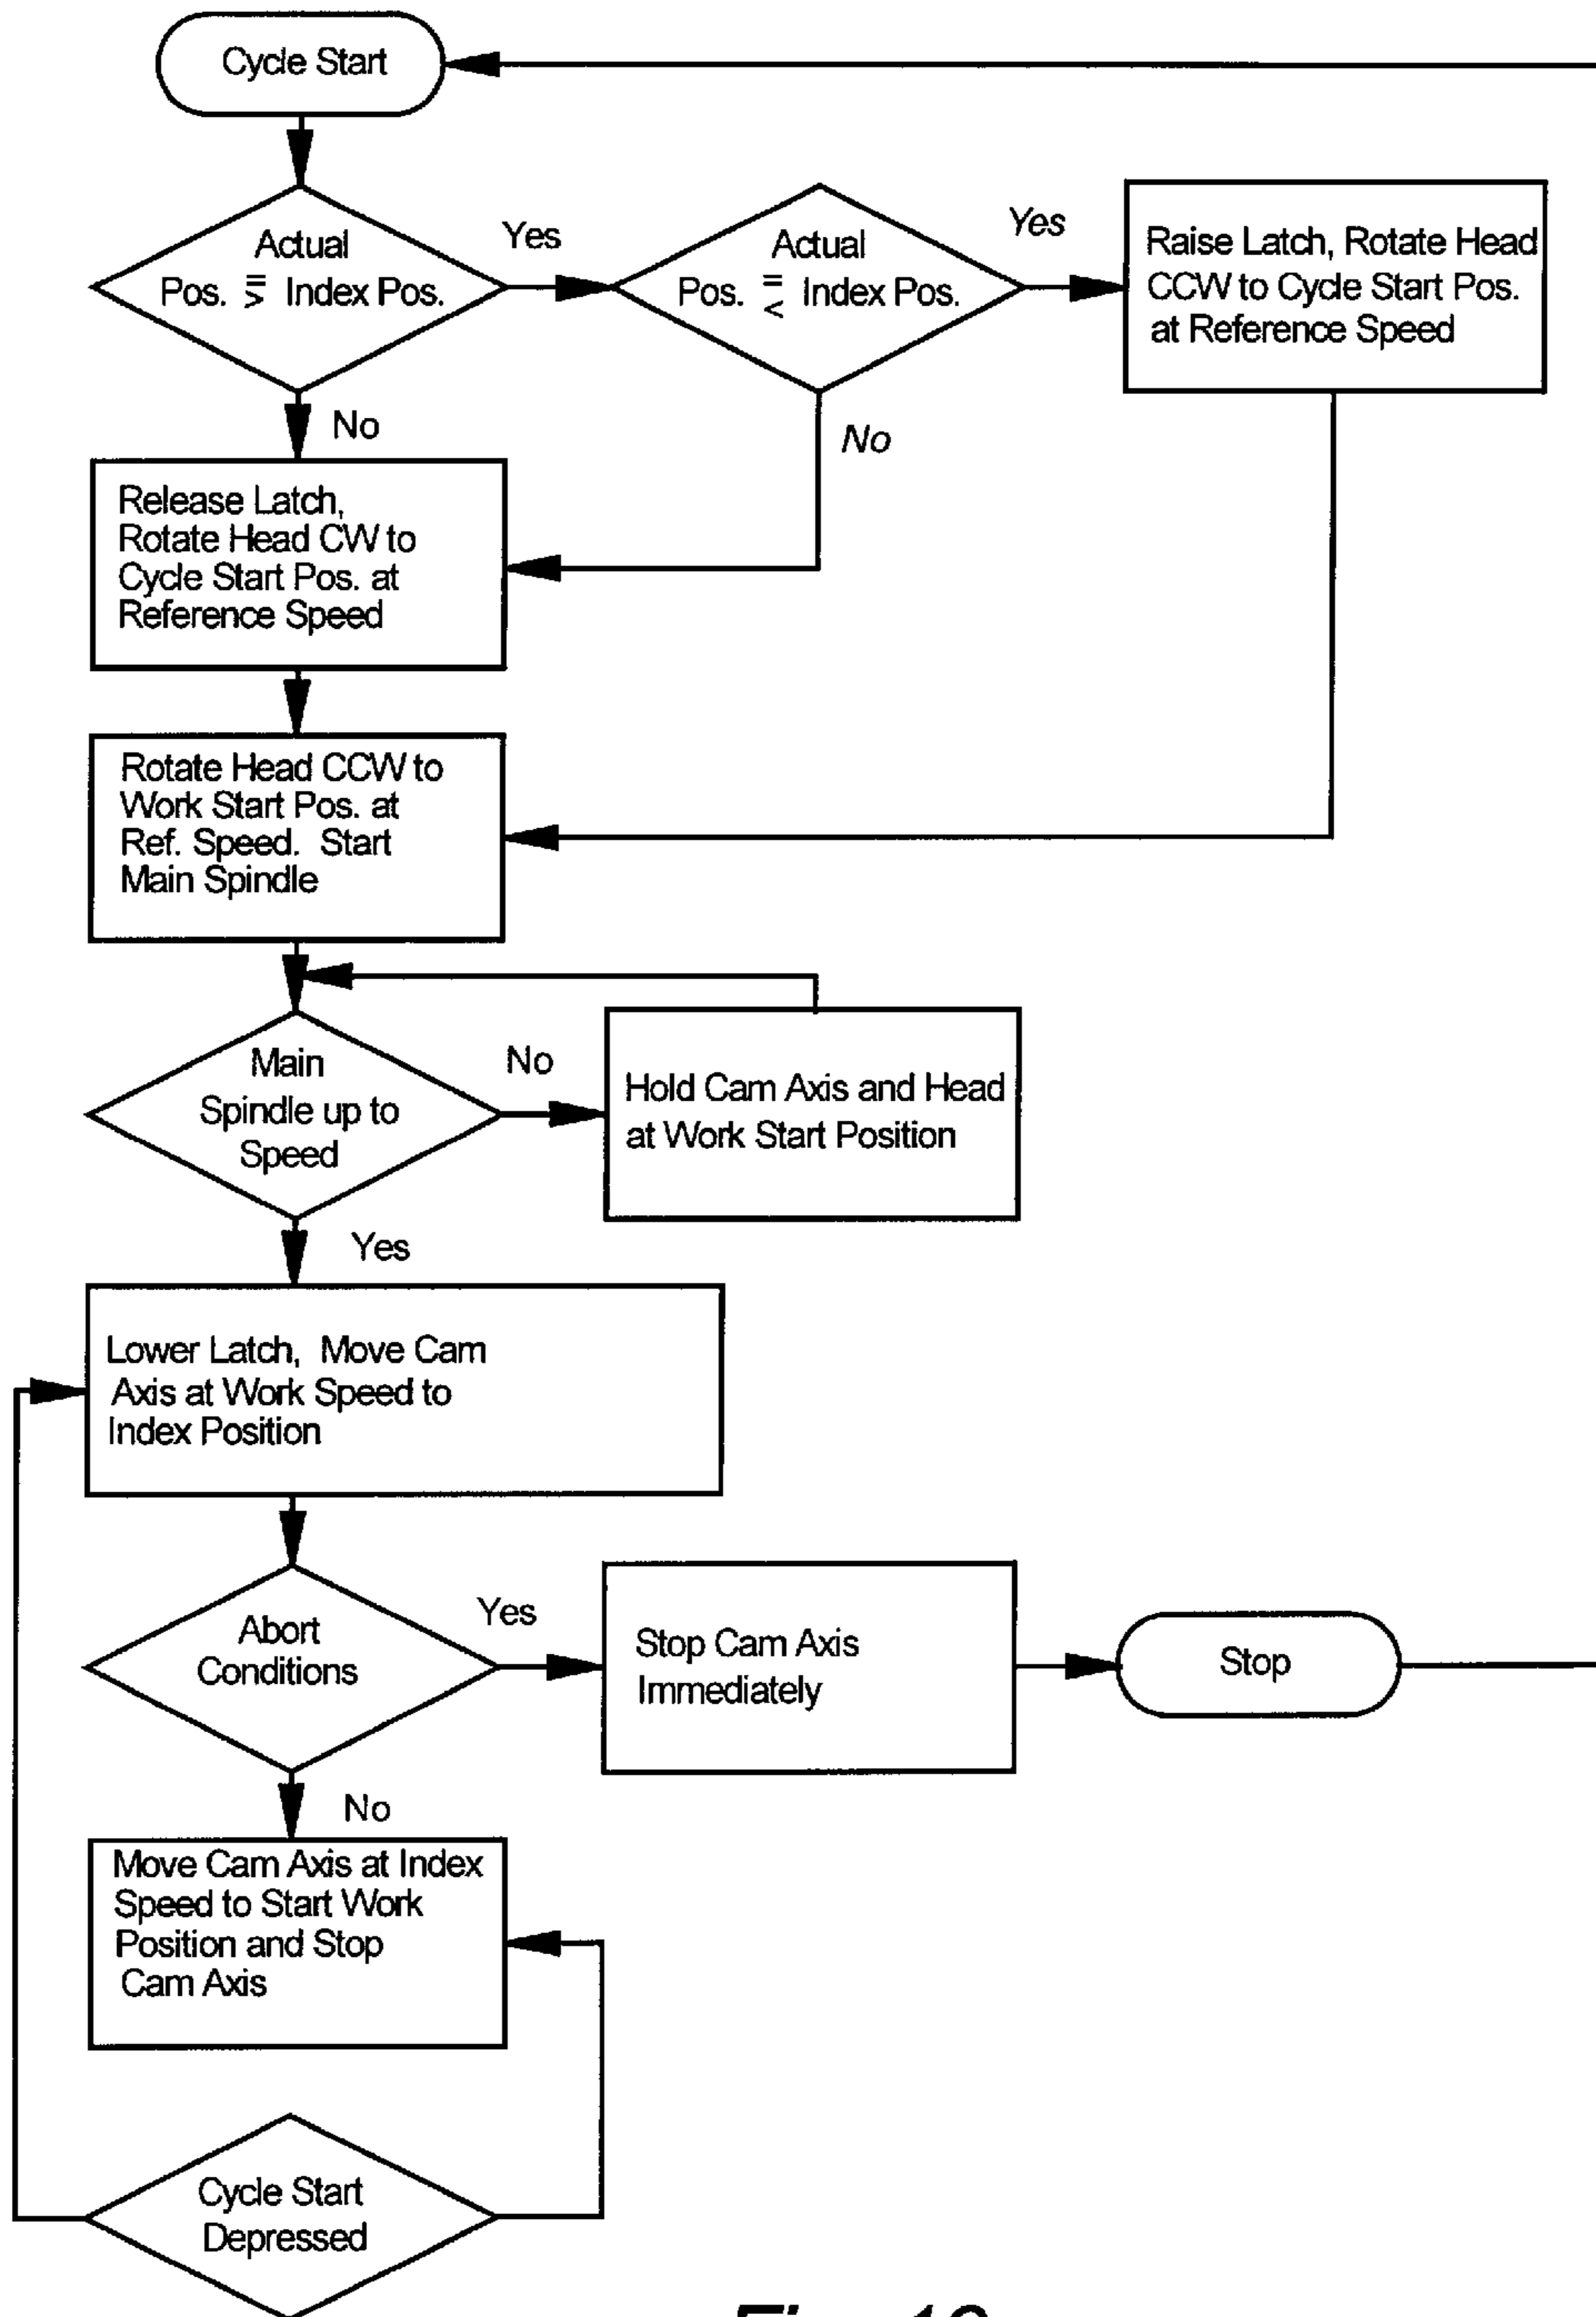 Cycle Start
Actual
Pos. ≥ Index Pos.
Yes
Actual
Pos. ≤ Index Pos.
Yes
Raise Latch, Rotate Head
CCW to Cycle Start Pos.
at Reference Speed
No
No
Release Latch,
Rotate Head CW to
Cycle Start Pos. at
Reference Speed
Rotate Head CCW to
Work Start Pos. at
Ref. Speed. Start
Main Spindle
Main
Spindle up to
Speed
No
Hold Cam Axis and Head
at Work Start Position
Yes
Lower Latch, Move Cam
Axis at Work Speed to
Index Position
Abort
Conditions
Yes
Stop Cam Axis
Immediately
Stop
No
Move Cam Axis at Index
Speed to Start Work
Position and Stop
Cam Axis
Cycle Start
Depressed